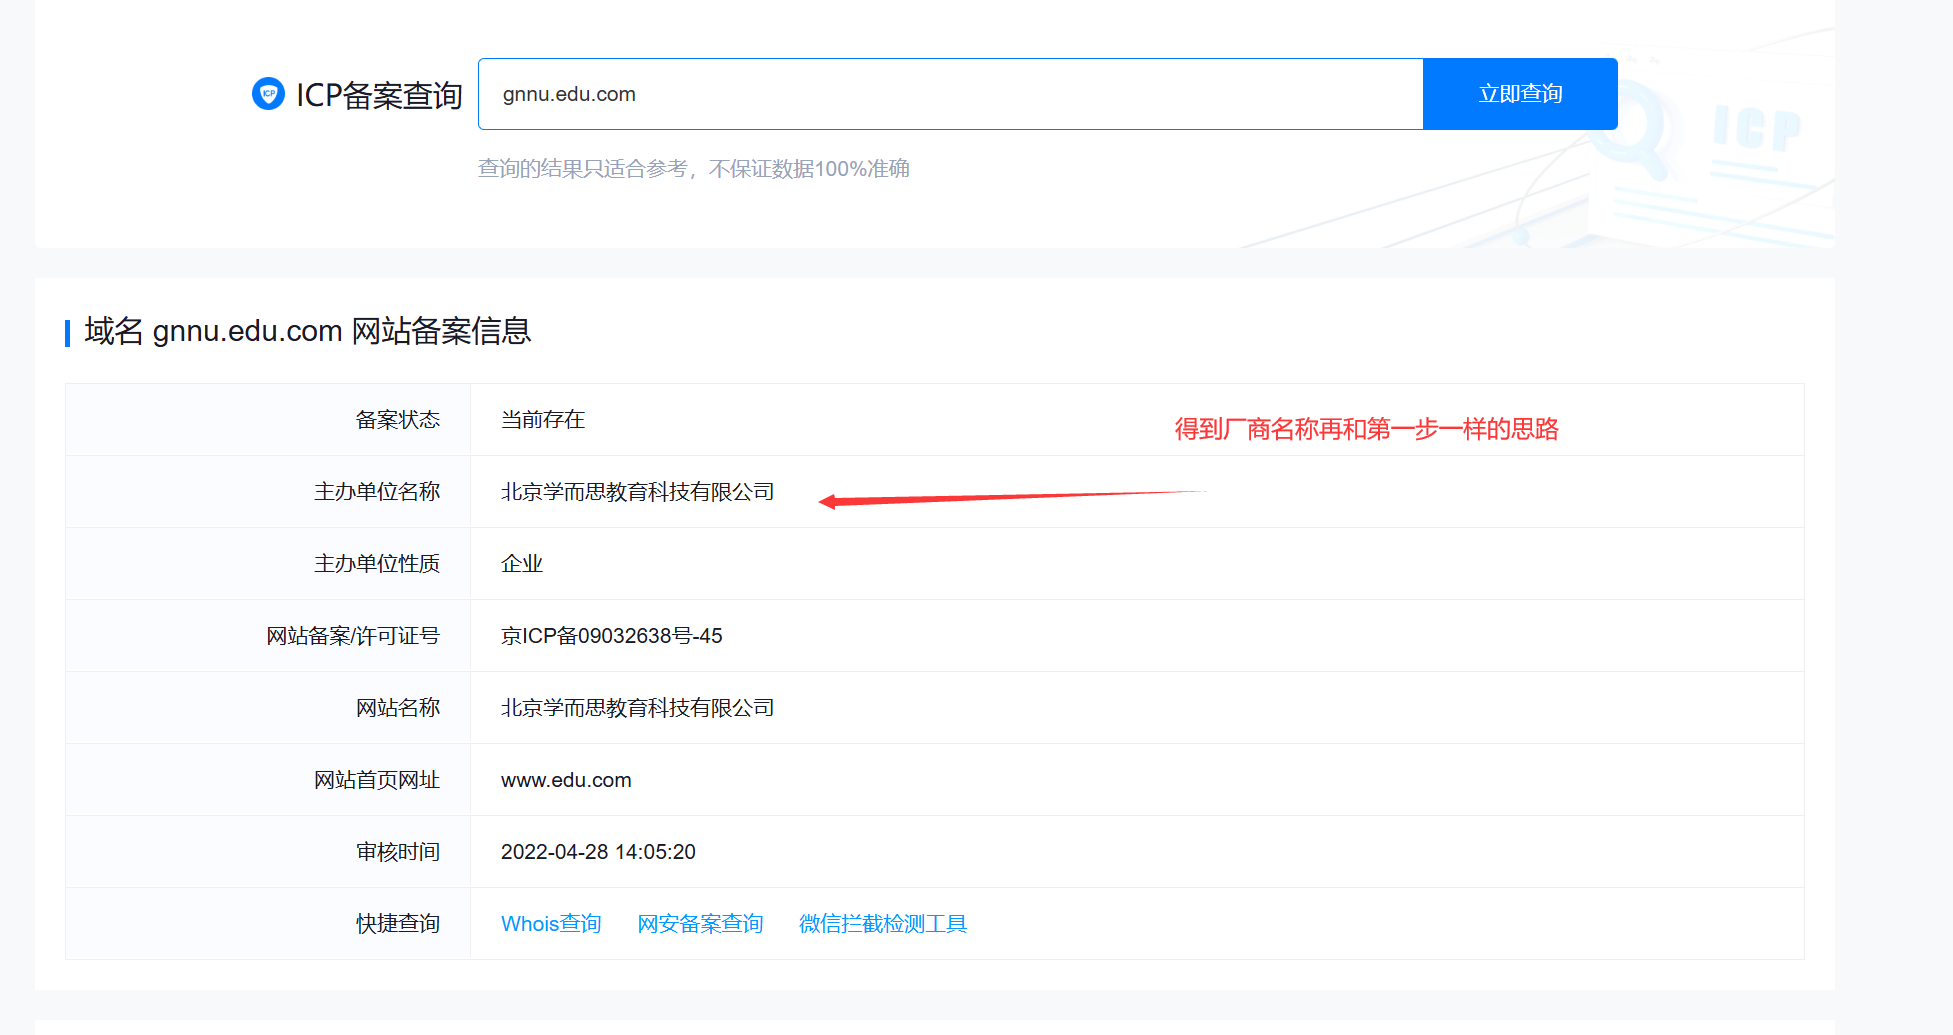 ICP备案查询
gnnu.edu.com
立即查询
ICP
查询的结果只适合参考，不保证数据100%准确
域名 gnnu.edu.com 网站备案信息
备案状态 当前存在
得到厂商名称再和第一步一样的思路
主办单位名称 北京学而思教育科技有限公司
主办单位性质 企业
网站备案/许可证号 京ICP备09032638号-45
网站名称 北京学而思教育科技有限公司
网站首页网址 www.edu.com
审核时间 2022-04-28 14:05:20
快捷查询 Whois查询 网安备案查询 微信拦截检测工具